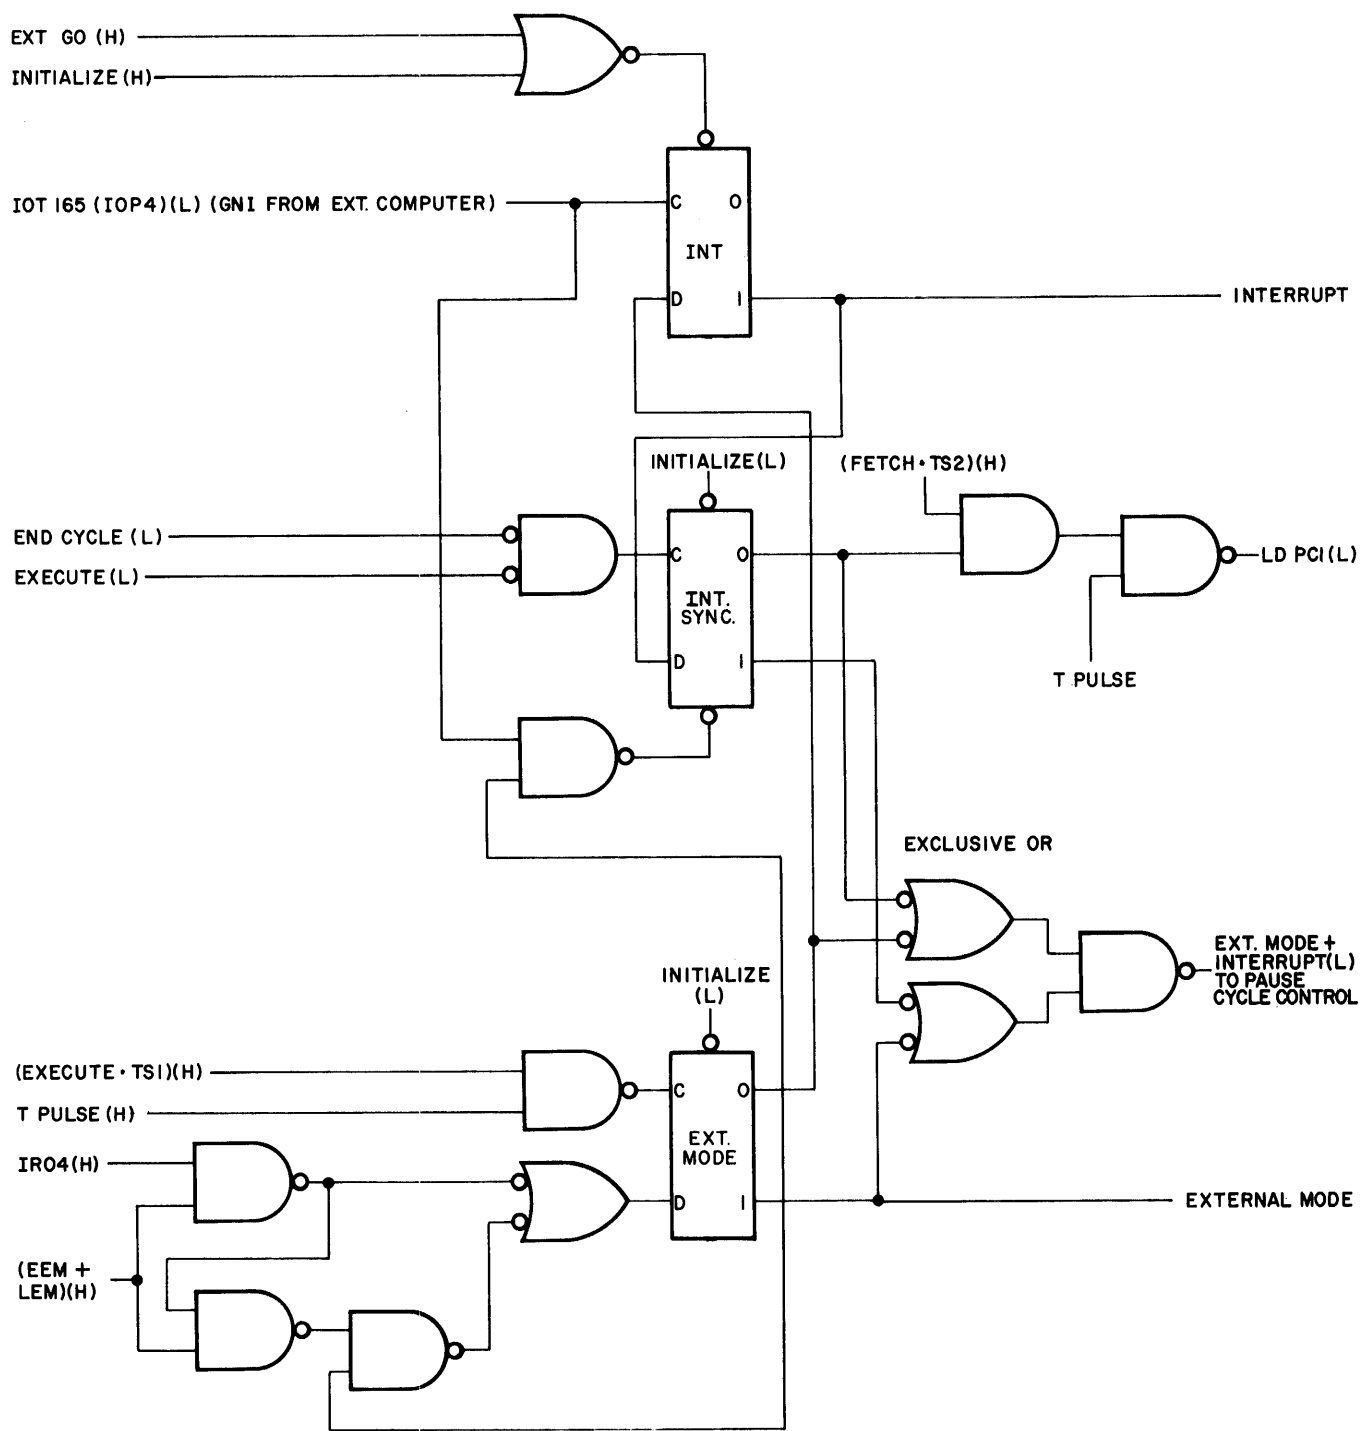 EXT GO (H)
INITIALIZE (H)
IOT 165 (IOP4)(L) (GNI FROM EXT. COMPUTER)
C O
INT
D I
INTERRUPT
INITIALIZE(L)
(FETCH • TS2)(H)
END CYCLE (L)
EXECUTE (L)
C O
INT.
SYNC.
D I
LD PCI(L)
T PULSE
EXCLUSIVE OR
EXT. MODE +
INTERRUPT(L)
TO PAUSE
CYCLE CONTROL
INITIALIZE
(L)
(EXECUTE • TS1)(H)
T PULSE (H)
C O
EXT.
MODE
D I
IR04(H)
EXTERNAL MODE
(EEM +
LEM)(H)